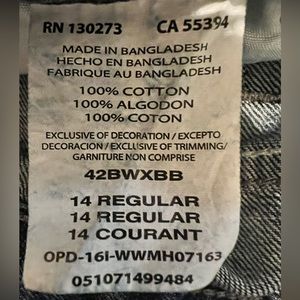 RN 130273 CA 55394
MADE IN BANGLADESH
HECHO EN BANGLADESH
FABRIQUE AU BANGLADESH
100% COTTON
100% ALGODON
100% COTON
EXCLUSIVE OF DECORATION / EXCEPTO
DECORACION / EXCLUSIVE OF TRIMMING/
GARNITURE NON COMPRISE
42BWXBB
14 REGULAR
14 REGULAR
14 COURANT
OPD-16I-WWMH07163
051071499484